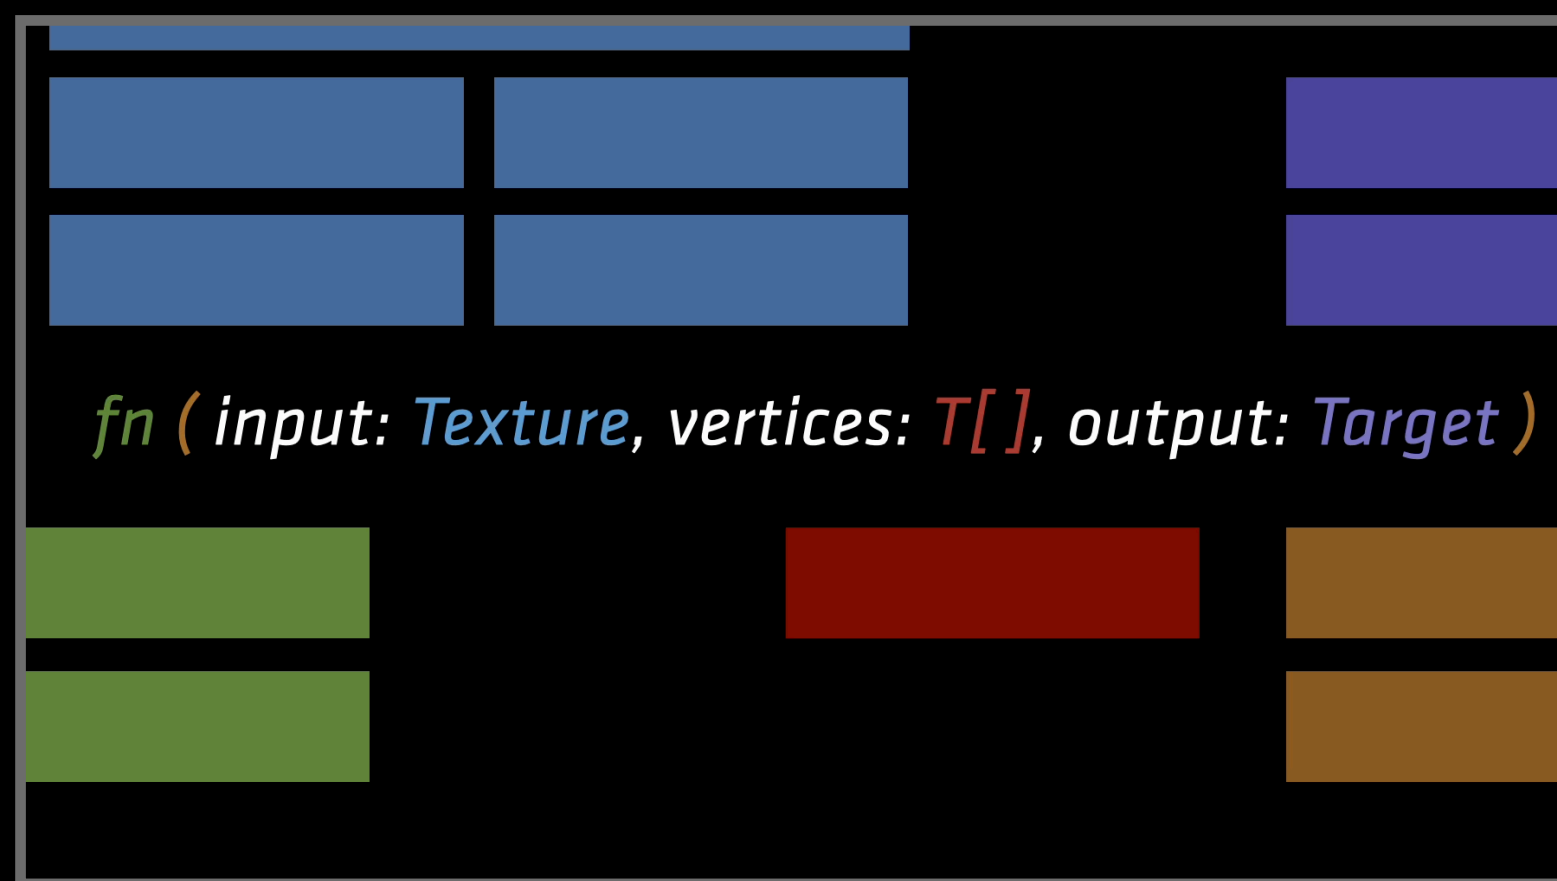 fn ( input: Texture, vertices: T[ ], output: Target )